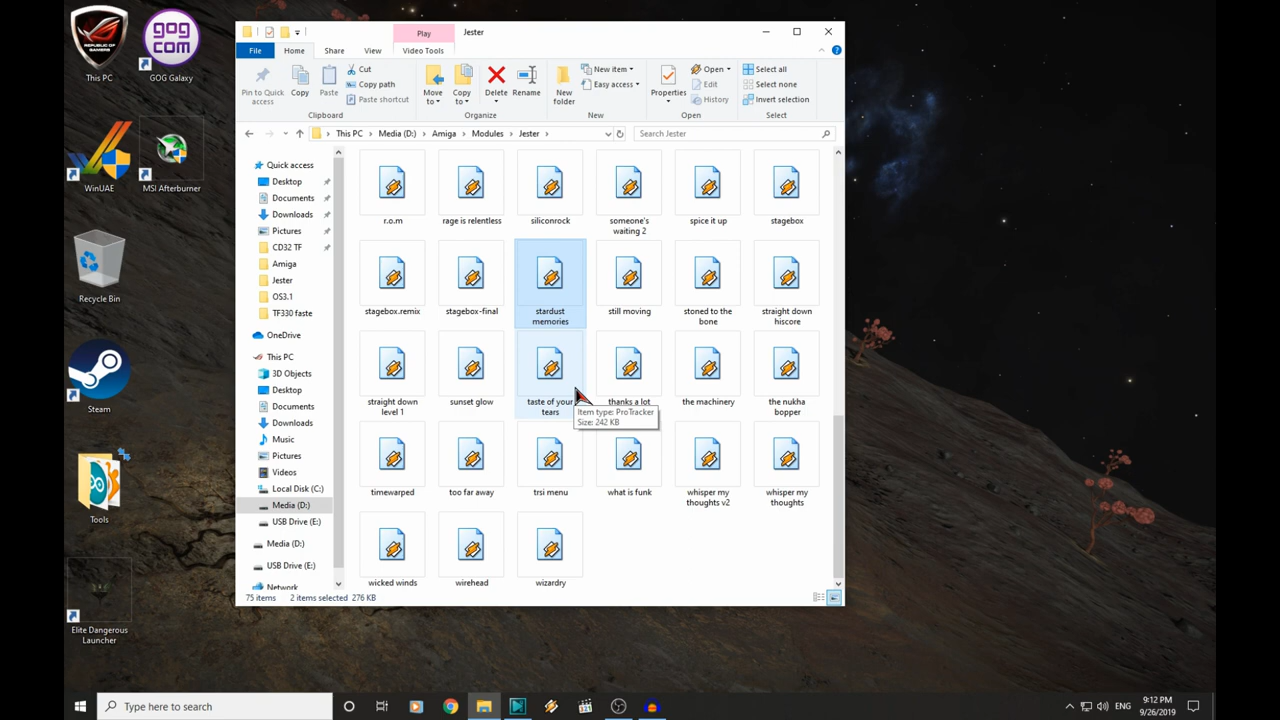 REPUBLIC OF
GAMERS
This PC
gog
com
GOG Galaxy
WinUAE
MSI Afterburner
Recycle Bin
Steam
Tools
Elite Dangerous
Launcher
Play
Jester
File
Home
Share
View
Video Tools
Pin to Quick
access
Copy
Paste
Cut
Copy path
Paste shortcut
Clipboard
Move
to
Copy
to
Delete
Rename
Organize
New
folder
New item
Easy access
New
Properties
Open
Edit
History
Open
Select all
Select none
Invert selection
Select
This PC
Media (D:)
Amiga
Modules
Jester
Search Jester
Quick access
Desktop
Documents
Downloads
Pictures
CD32 TF
Amiga
Jester
OS3.1
TF330 faste
OneDrive
This PC
3D Objects
Desktop
Documents
Downloads
Music
Pictures
Videos
Local Disk (C:)
Media (D:)
USB Drive (E:)
Media (D:)
USB Drive (E:)
Network
r.o.m
rage is relentless
siliconrock
someone's
waiting 2
spice it up
stagebox
stagebox.remix
stagebox-final
stardust
memories
still moving
stoned to the
bone
straight down
hiscore
straight down
level 1
sunset glow
taste of your
tears
thanks a lot
the machinery
the nukha
bopper
Item type: ProTracker
Size: 242 KB
timewarped
too far away
trsi menu
what is funk
whisper my
thoughts v2
whisper my
thoughts
wicked winds
wirehead
wizardry
75 items
2 items selected 276 KB
Type here to search
321
ENG
9:12 PM
9/26/2019